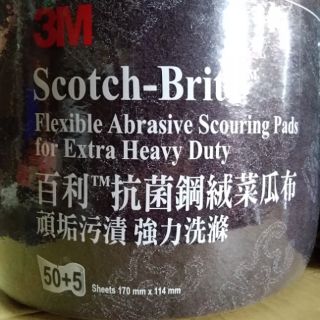 3M
Scotch-Brite™
Flexible Abrasive Scouring Pads
for Extra Heavy Duty
百利™抗菌鋼絨菜瓜布
頑垢污漬 強力洗滌
50+5 Sheets 170 mm x 114 mm